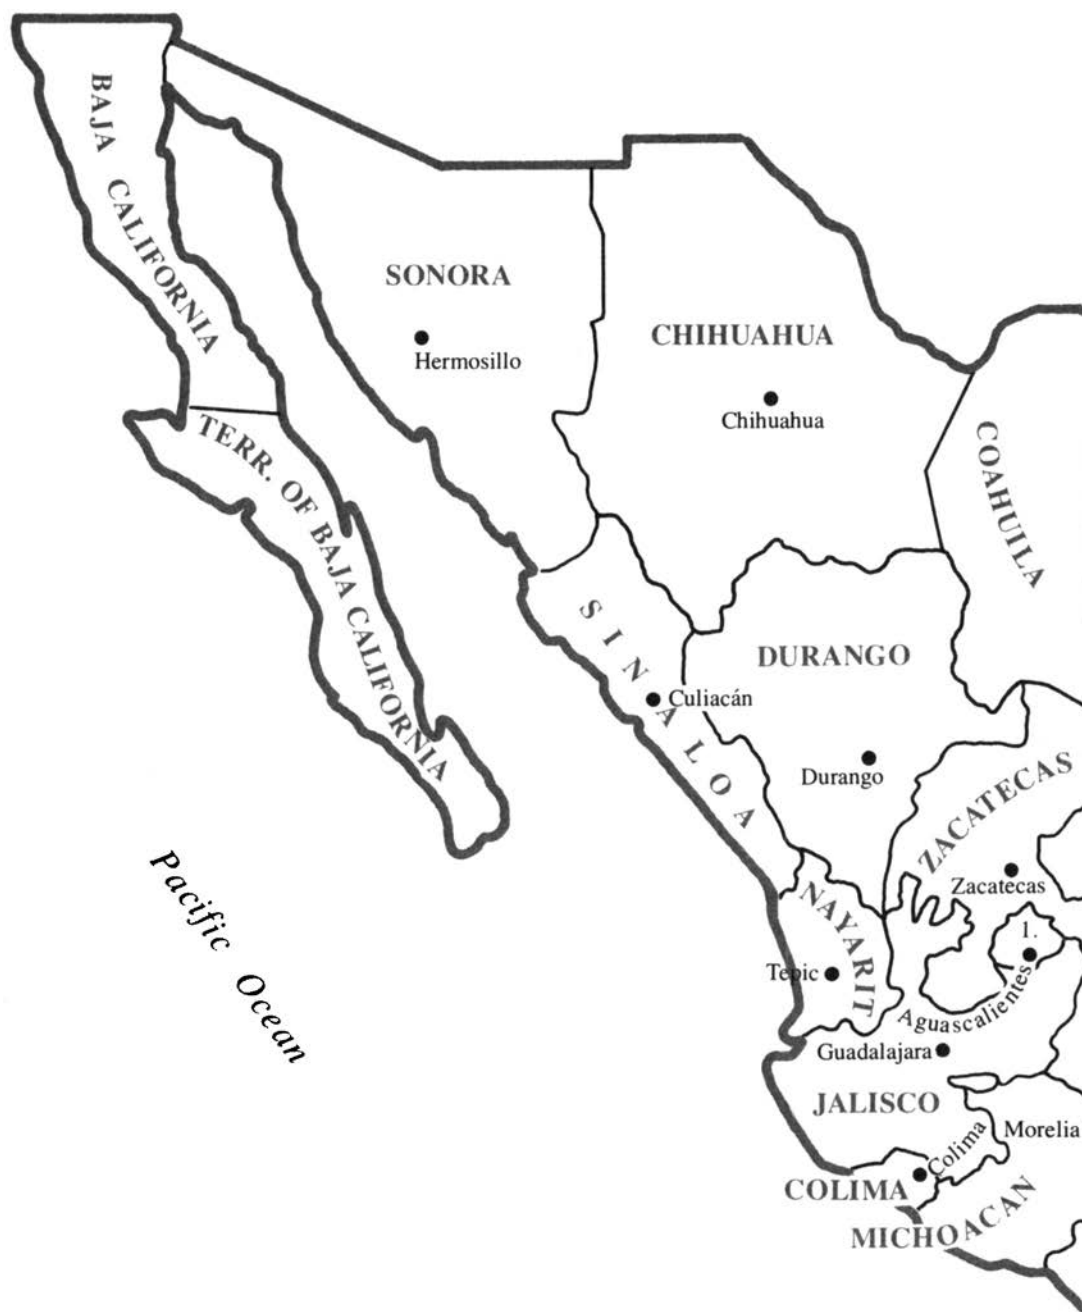 BAJA CALIFORNIA
SONORA
Hermosillo
CHIHUAHUA
Chihuahua
COAHUILA
TERR. OF BAJA CALIFORNIA
SINALOA
Culiacán
DURANGO
Durango
ZACATECAS
Zacatecas
Pacific Ocean
NAYARIT
Tepic
1.
Aguascalientes
Guadalajara
JALISCO
Morelia
Colima
COLIMA
MICHOACAN